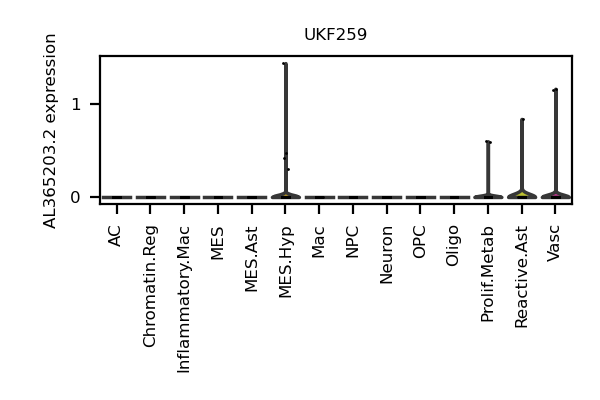 UKF259
AL365203.2 expression
1
0
AC
Chromatin.Reg
Inflammatory.Mac
MES
MES.Ast
MES.Hyp
Mac
NPC
Neuron
OPC
Oligo
Prolif.Metab
Reactive.Ast
Vasc